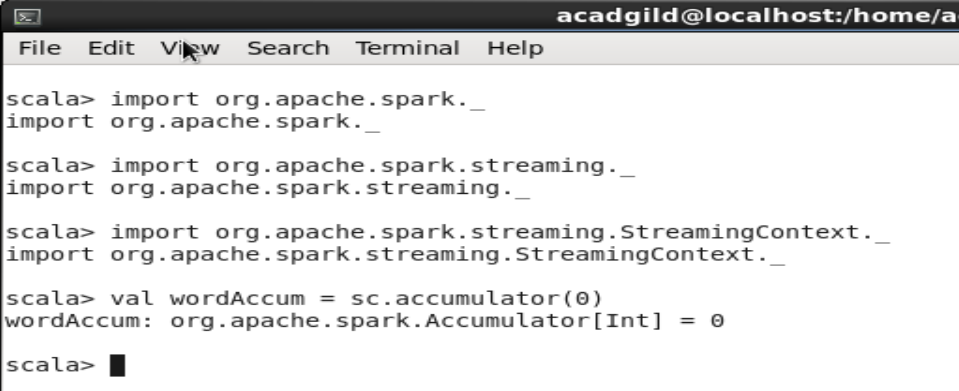 acadgild@localhost:/home/a
File Edit View Search Terminal Help
scala> import org.apache.spark._
import org.apache.spark._
scala> import org.apache.spark.streaming._
import org.apache.spark.streaming._
scala> import org.apache.spark.streaming.StreamingContext._
import org.apache.spark.streaming.StreamingContext._
scala> val wordAccum = sc.accumulator(0)
wordAccum: org.apache.spark.Accumulator[Int] = 0
scala>